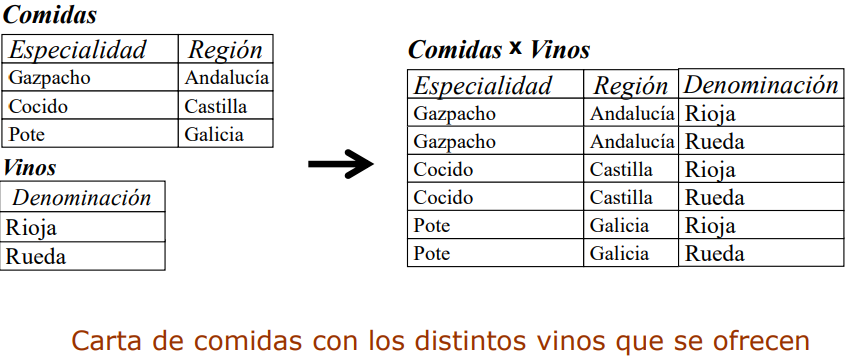 Comidas
Especialidad Región
Gazpacho Andalucía
Cocido Castilla
Pote Galicia
Vinos
Denominación
Rioja
Rueda
Comidas x Vinos
Especialidad Región Denominación
Gazpacho Andalucía Rioja
Gazpacho Andalucía Rueda
Cocido Castilla Rioja
Cocido Castilla Rueda
Pote Galicia Rioja
Pote Galicia Rueda
Carta de comidas con los distintos vinos que se ofrecen